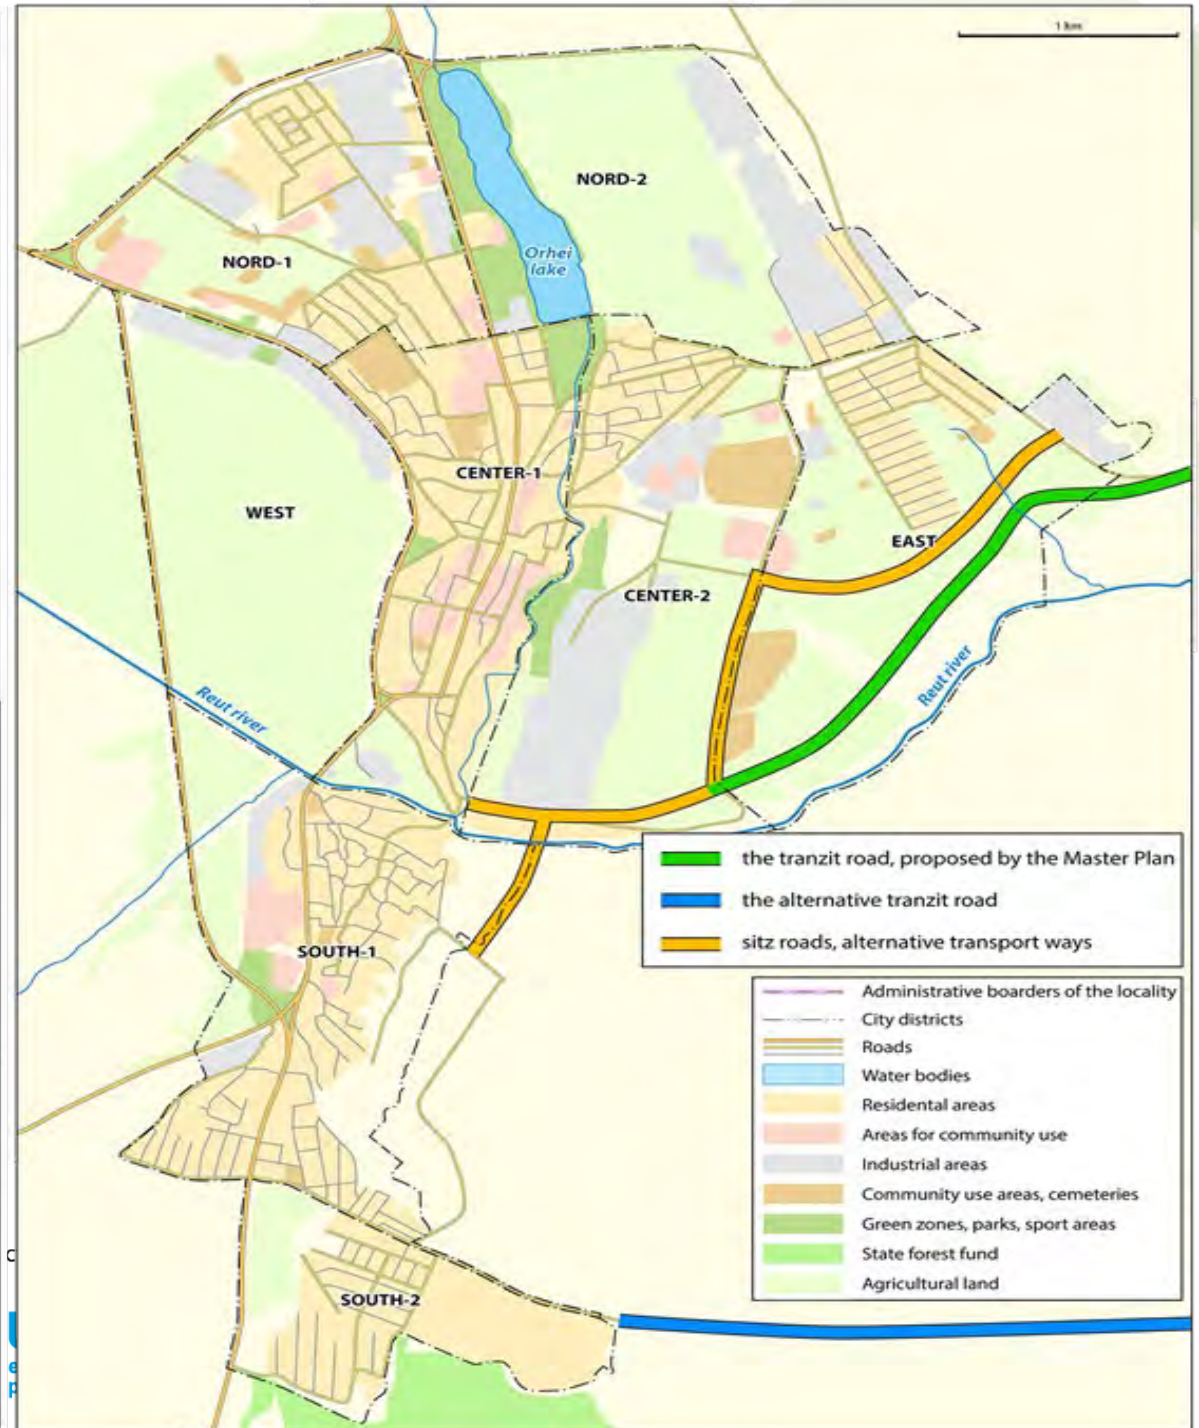 1 km
NORD-2
Orhei
lake
NORD-1
CENTER-1
WEST
EAST
CENTER-2
Reut river
Reut river
the tranzit road, proposed by the Master Plan
the alternative tranzit road
sitz roads, alternative transport ways
SOUTH-1
Administrative boarders of the locality
City districts
Roads
Water bodies
Residental areas
Areas for community use
Industrial areas
Community use areas, cemeteries
Green zones, parks, sport areas
State forest fund
Agricultural land
SOUTH-2